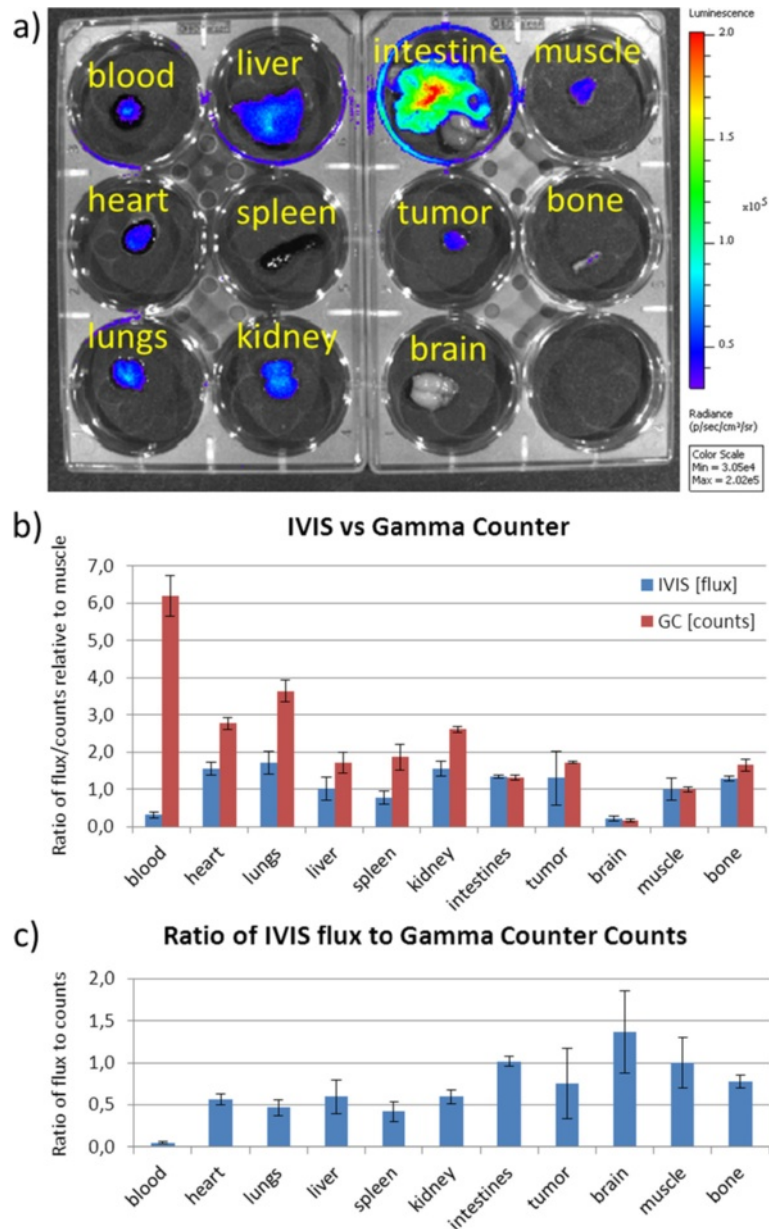 a)
blood
liver
intestine
muscle
heart
spleen
tumor
bone
lungs
kidney
brain
Luminescence
2.0
1.5
x10⁵
1.0
0.5
Radiance
(p/sec/cm²/sr)
Color Scale
Min = 3.05e4
Max = 2.02e5
b)
IVIS vs Gamma Counter
Ratio of flux/counts relative to muscle
7,0
6,0
5,0
4,0
3,0
2,0
1,0
0,0
IVIS [flux]
GC [counts]
blood
heart
lungs
liver
spleen
kidney
intestines
tumor
brain
muscle
bone
c)
Ratio of IVIS flux to Gamma Counter Counts
Ratio of flux to counts
2,0
1,5
1,0
0,5
0,0
blood
heart
lungs
liver
spleen
kidney
intestines
tumor
brain
muscle
bone